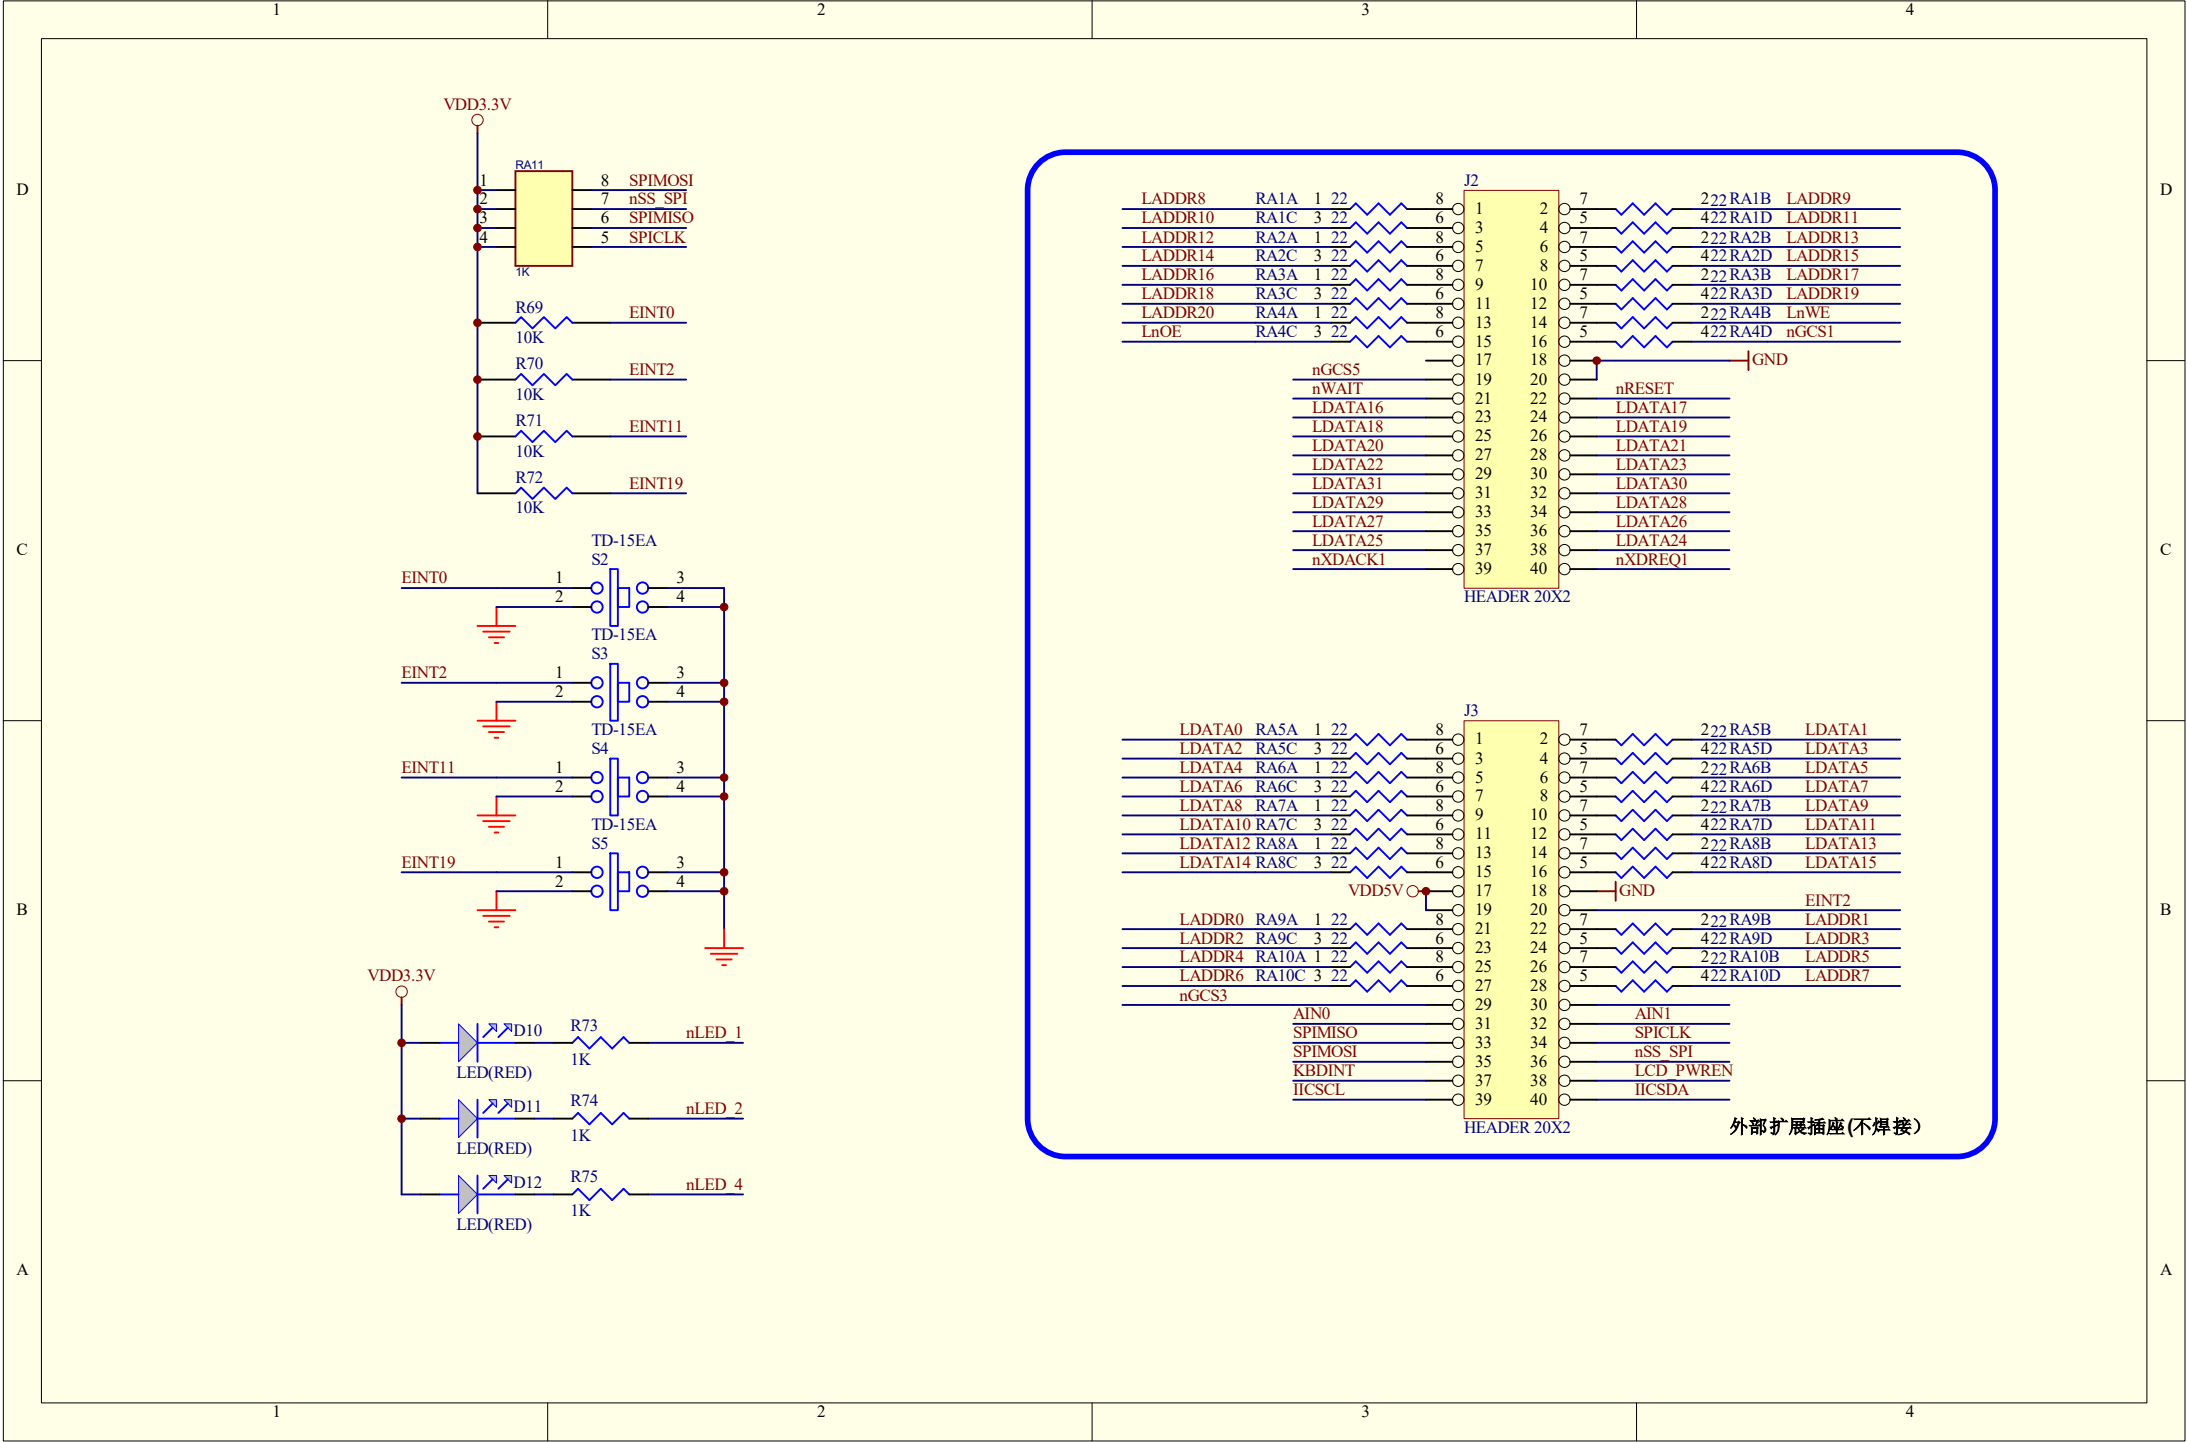 1 2 3 4
D D
C C
B B
A A
VDD3.3V
RA11
1 8 SPIMOSI
2 7 nSS_SPI
3 6 SPIMISO
4 5 SPICLK
1K
R69 EINT0
10K
R70 EINT2
10K
R71 EINT11
10K
R72 EINT19
10K
TD-15EA
S2
EINT0 1 3
2 4
TD-15EA
S3
EINT2 1 3
2 4
TD-15EA
S4
EINT11 1 3
2 4
TD-15EA
S5
EINT19 1 3
2 4
VDD3.3V
D10 R73 nLED_1
LED(RED) 1K
D11 R74 nLED_2
LED(RED) 1K
D12 R75 nLED_4
LED(RED) 1K
J2
LADDR8 RA1A 1 22 8 1 2 7 2 22 RA1B LADDR9
LADDR10 RA1C 3 22 6 3 4 5 4 22 RA1D LADDR11
LADDR12 RA2A 1 22 8 5 6 7 2 22 RA2B LADDR13
LADDR14 RA2C 3 22 6 7 8 5 4 22 RA2D LADDR15
LADDR16 RA3A 1 22 8 9 10 7 2 22 RA3B LADDR17
LADDR18 RA3C 3 22 6 11 12 5 4 22 RA3D LADDR19
LADDR20 RA4A 1 22 8 13 14 7 2 22 RA4B LnWE
LnOE RA4C 3 22 6 15 16 5 4 22 RA4D nGCS1
17 18 GND
nGCS5 19 20
nWAIT 21 22 nRESET
LDATA16 23 24 LDATA17
LDATA18 25 26 LDATA19
LDATA20 27 28 LDATA21
LDATA22 29 30 LDATA23
LDATA31 31 32 LDATA30
LDATA29 33 34 LDATA28
LDATA27 35 36 LDATA26
LDATA25 37 38 LDATA24
nXDACK1 39 40 nXDREQ1
HEADER 20X2
J3
LDATA0 RA5A 1 22 8 1 2 7 2 22 RA5B LDATA1
LDATA2 RA5C 3 22 6 3 4 5 4 22 RA5D LDATA3
LDATA4 RA6A 1 22 8 5 6 7 2 22 RA6B LDATA5
LDATA6 RA6C 3 22 6 7 8 5 4 22 RA6D LDATA7
LDATA8 RA7A 1 22 8 9 10 7 2 22 RA7B LDATA9
LDATA10 RA7C 3 22 6 11 12 5 4 22 RA7D LDATA11
LDATA12 RA8A 1 22 8 13 14 7 2 22 RA8B LDATA13
LDATA14 RA8C 3 22 6 15 16 5 4 22 RA8D LDATA15
VDD5V 17 18 GND
19 20 EINT2
LADDR0 RA9A 1 22 8 21 22 7 2 22 RA9B LADDR1
LADDR2 RA9C 3 22 6 23 24 5 4 22 RA9D LADDR3
LADDR4 RA10A 1 22 8 25 26 7 2 22 RA10B LADDR5
LADDR6 RA10C 3 22 6 27 28 5 4 22 RA10D LADDR7
nGCS3 29 30
AIN0 31 32 AIN1
SPIMISO 33 34 SPICLK
SPIMOSI 35 36 nSS_SPI
KBDINT 37 38 LCD_PWREN
IICSCL 39 40 IICSDA
HEADER 20X2
外部扩展插座(不焊接）
1 2 3 4